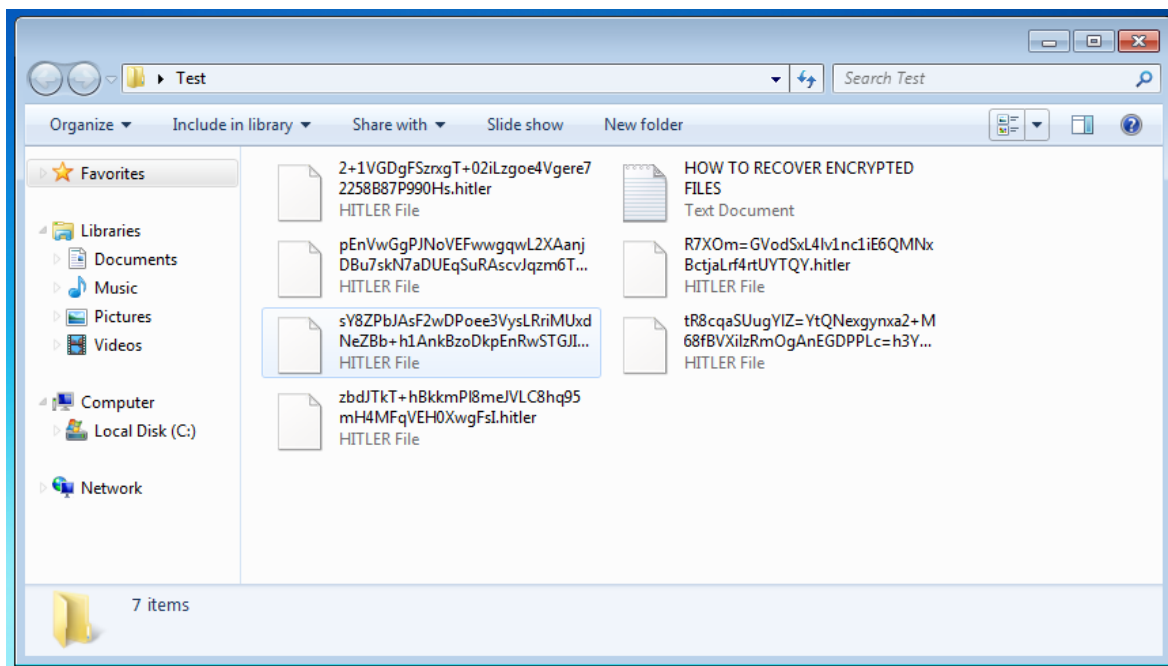 Test
Search Test
Organize
Include in library
Share with
Slide show
New folder
Favorites
Libraries
Documents
Music
Pictures
Videos
Computer
Local Disk (C:)
Network
2+1VGDgFSzrxgT+02iLzgoe4Vgere7
2258B87P990Hs.hitler
HITLER File
HOW TO RECOVER ENCRYPTED
FILES
Text Document
pEnVwGgPJNoVEFwwgqwL2XAanj
DBu7skN7aDUEqSuRAscvJqzm6T...
HITLER File
R7XOm=GVodSxL4lv1nc1iE6QMNx
BctjaLrf4rtUYTQY.hitler
HITLER File
sY8ZPbJAsF2wDPoee3VysLRriMUxd
NeZBb+h1AnkBzoDkpEnRwSTGJI...
HITLER File
tR8cqaSUugYIZ=YtQNexgynxa2+M
68fBVXilzRmOgAnEGDPPLc=h3Y...
HITLER File
zbdJTkT+hBkkmPl8meJVLC8hq95
mH4MFqVEH0XwgFsI.hitler
HITLER File
7 items